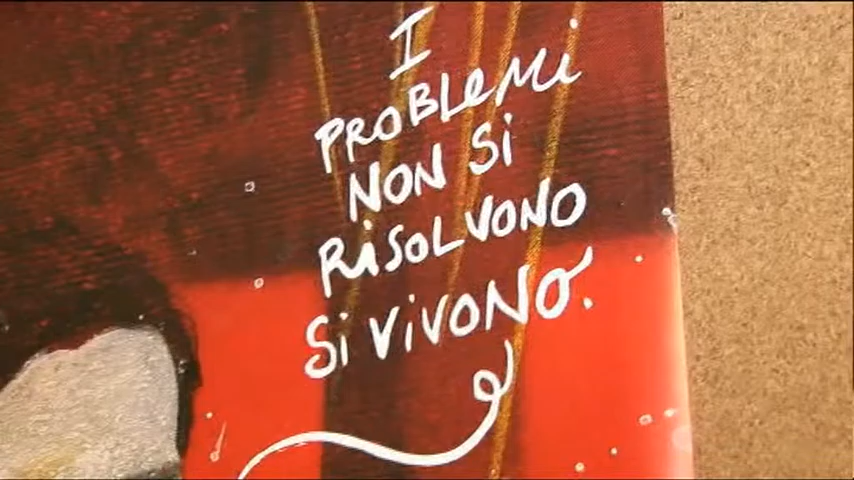 I
PROBLEMi
NON Si
RiSOLVONO
Si ViVONO.